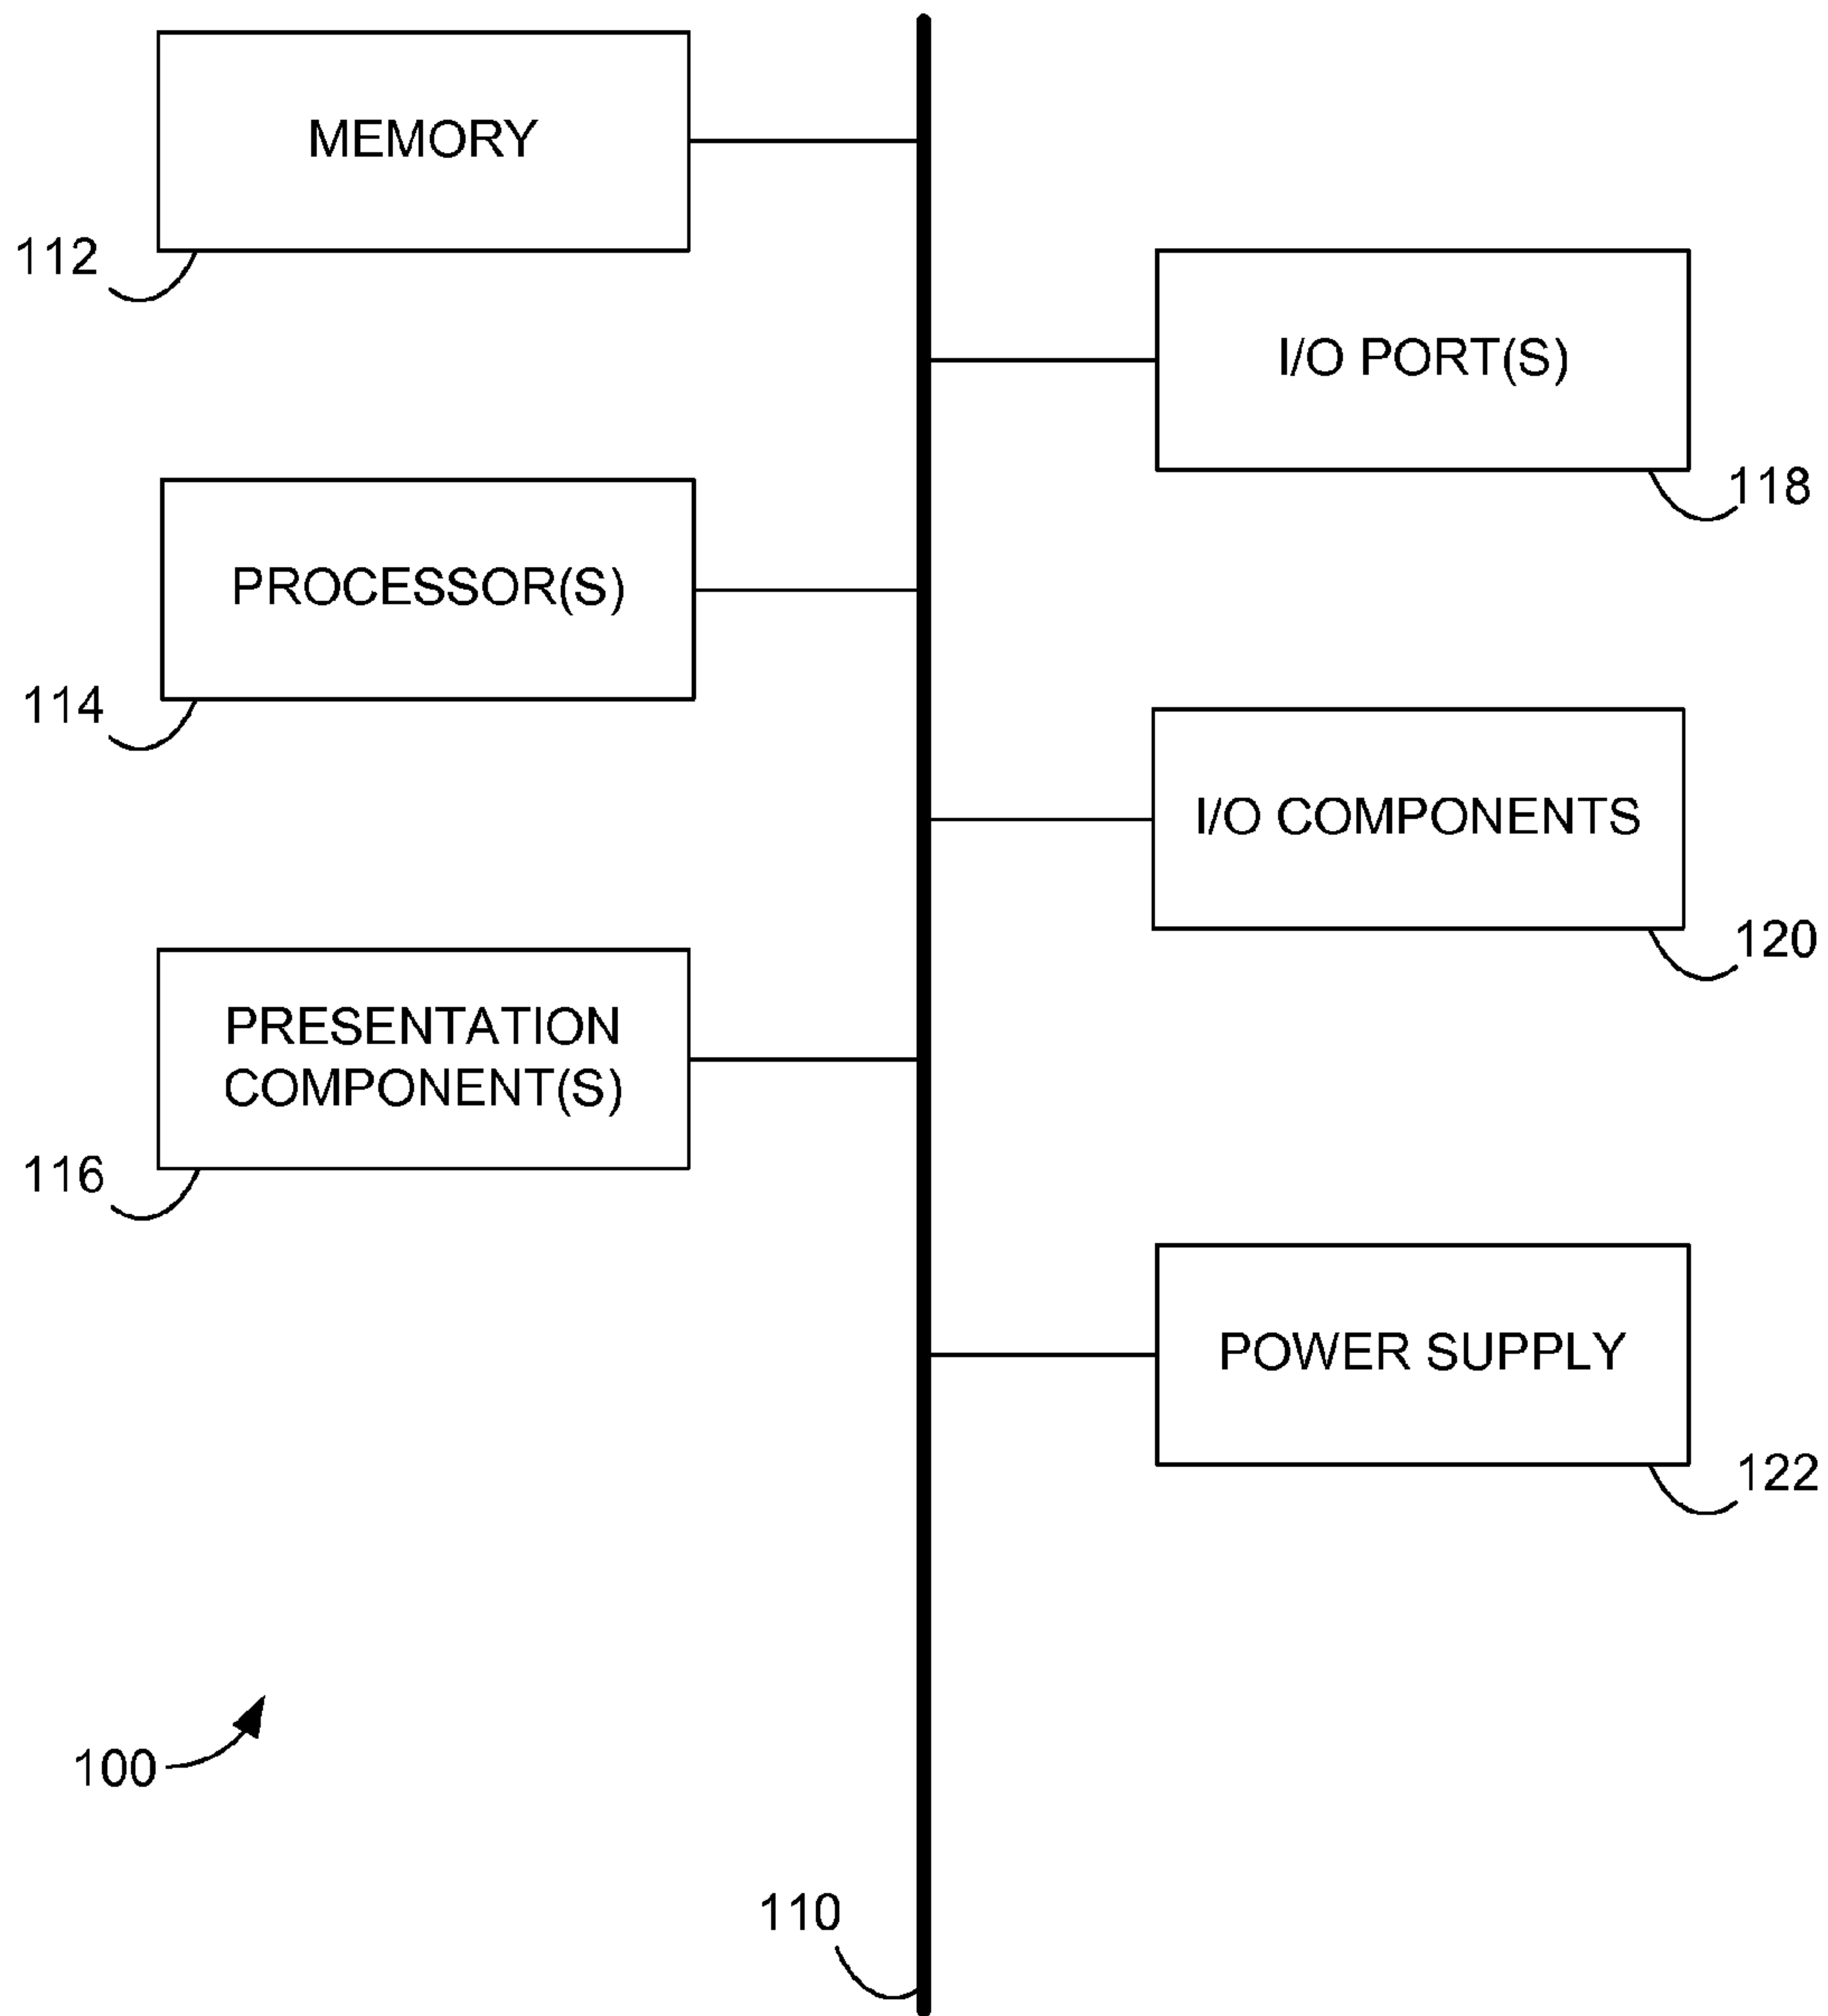 MEMORY
112
I/O PORT(S)
118
PROCESSOR(S)
114
I/O COMPONENTS
120
PRESENTATION
COMPONENT(S)
116
POWER SUPPLY
122
100
110